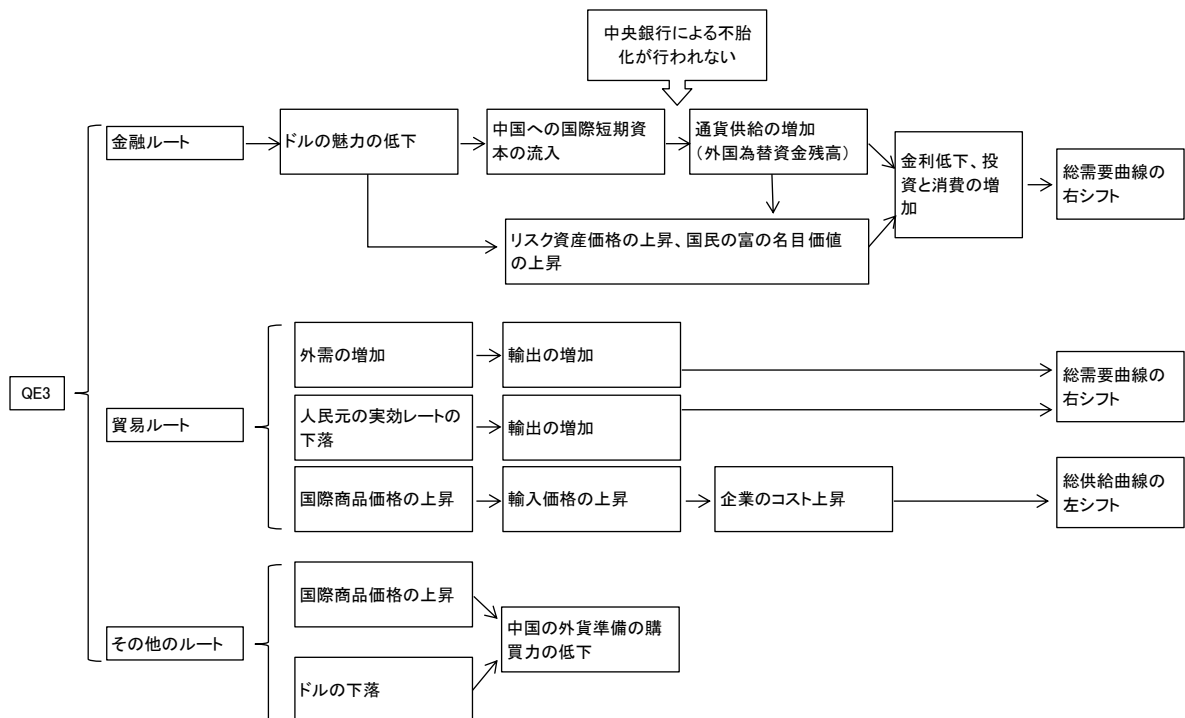 中央銀行による不胎
化が行われない
金融ルート
ドルの魅力の低下
中国への国際短期資
本の流入
通貨供給の増加
（外国為替資金残高）
金利低下、投
資と消費の増
加
総需要曲線の
右シフト
リスク資産価格の上昇、国民の富の名目価値
の上昇
QE3
貿易ルート
外需の増加
輸出の増加
総需要曲線の
右シフト
人民元の実効レートの
下落
輸出の増加
国際商品価格の上昇
輸入価格の上昇
企業のコスト上昇
総供給曲線の
左シフト
その他のルート
国際商品価格の上昇
中国の外貨準備の購
買力の低下
ドルの下落